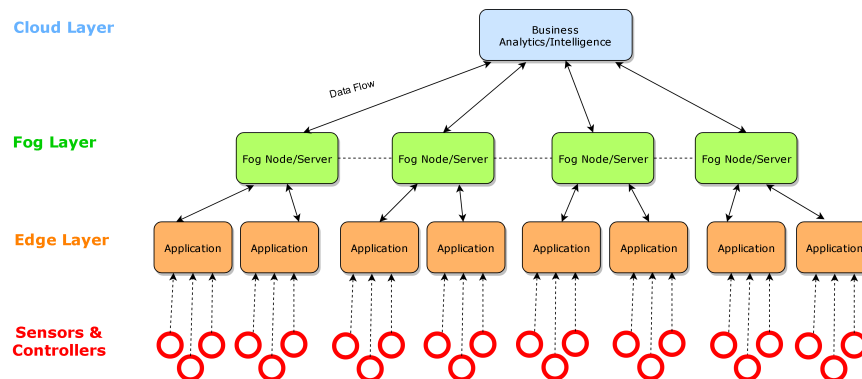 Cloud Layer
Business
Analytics/Intelligence
Data Flow
Fog Layer
Fog Node/Server
Fog Node/Server
Fog Node/Server
Fog Node/Server
Edge Layer
Application
Application
Application
Application
Application
Application
Application
Application
Sensors &
Controllers